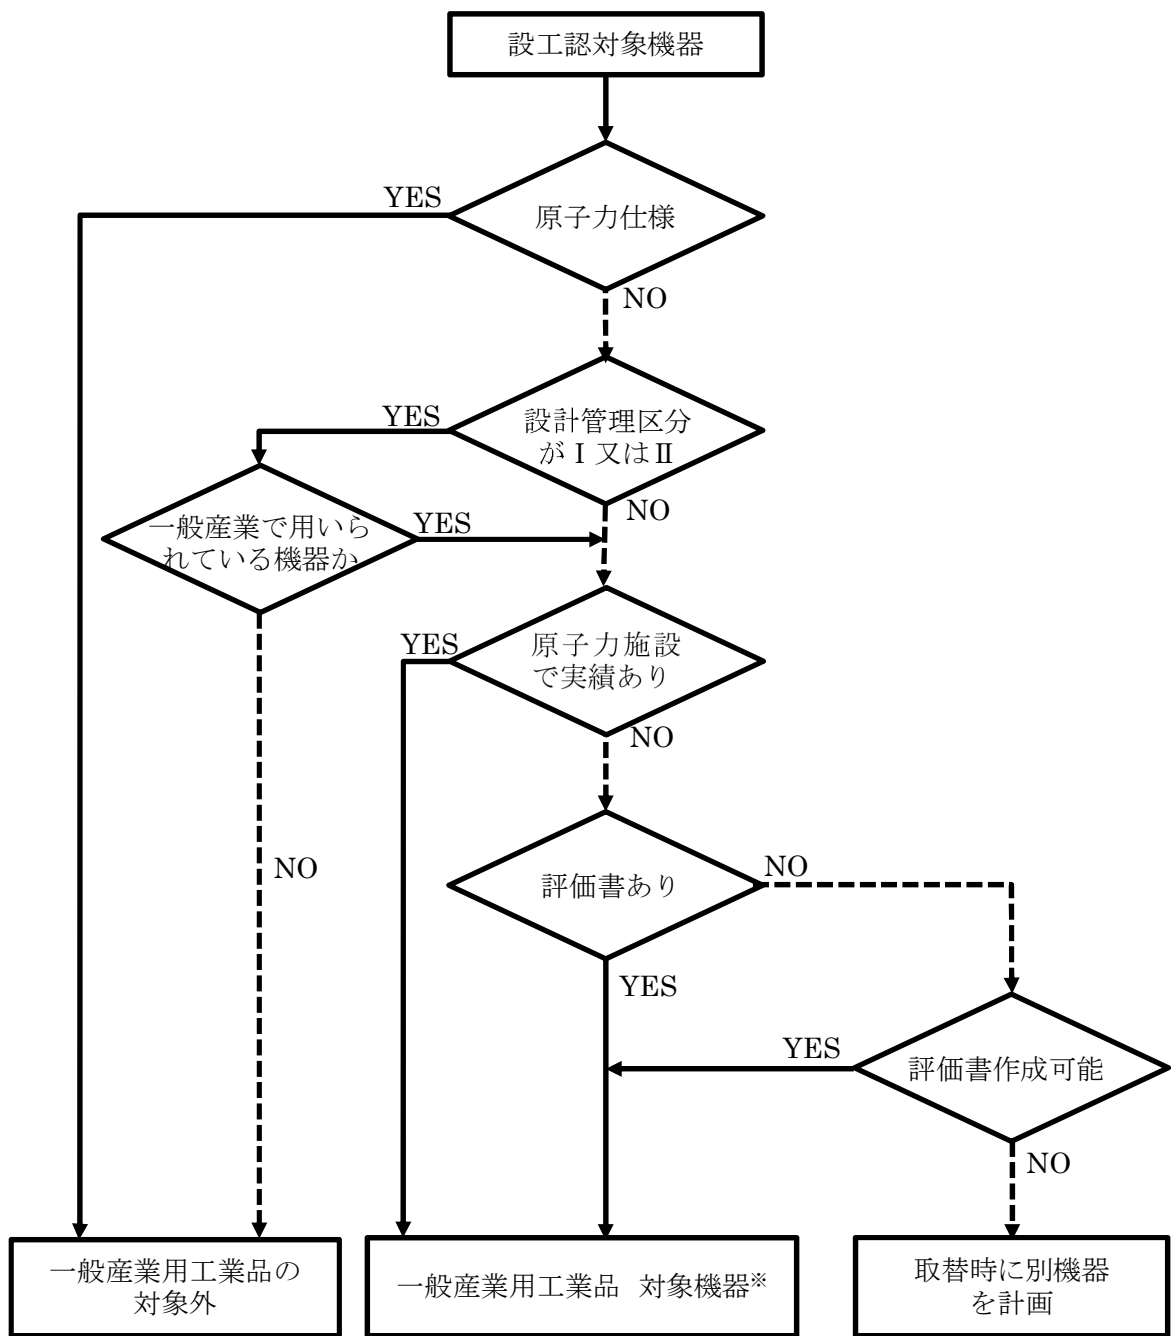 設工認対象機器
YES
原子力仕様
NO
YES
設計管理区分
がⅠ又はⅡ
NO
一般産業で用いら
れている機器か
YES
YES
原子力施設
で実績あり
NO
NO
評価書あり
NO
YES
YES
評価書作成可能
NO
一般産業用工業品の
対象外
一般産業用工業品 対象機器※
取替時に別機器
を計画